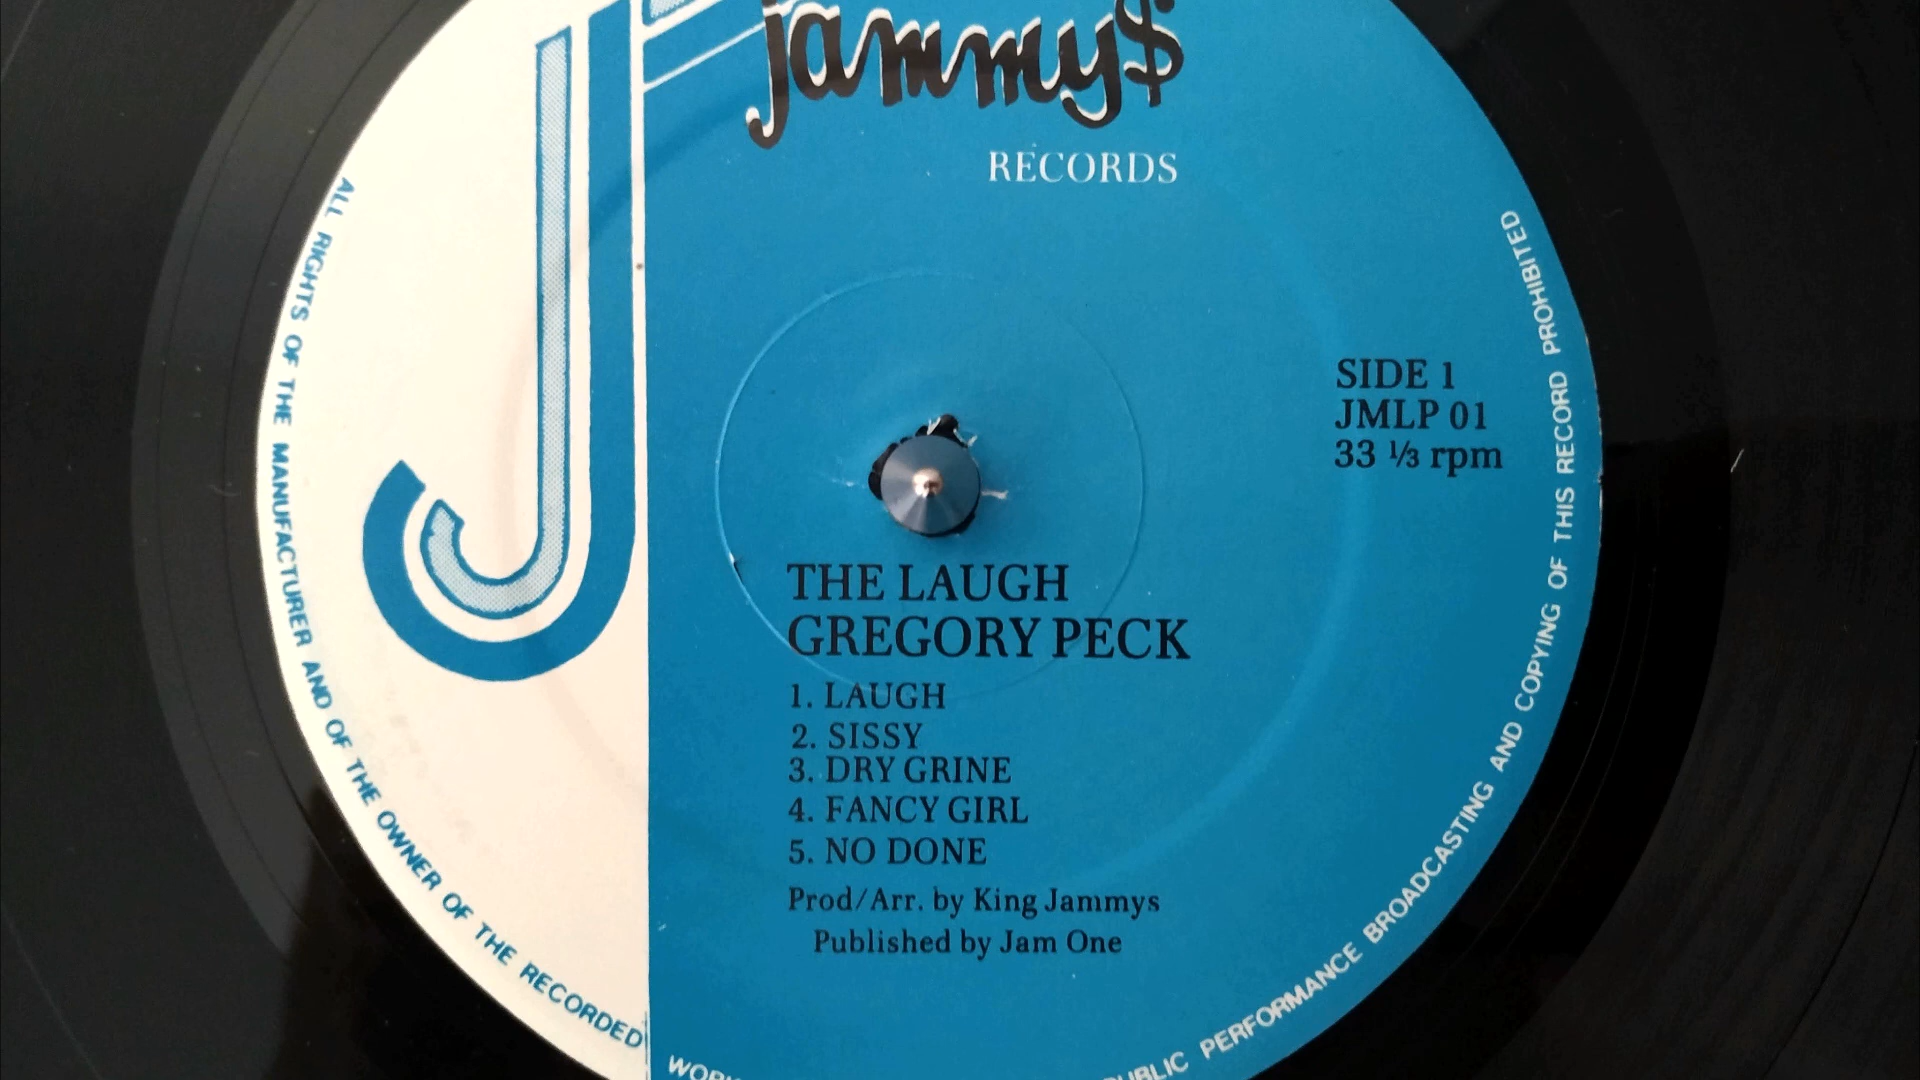 jammy$
RECORDS
SIDE 1
JMLP 01
33 ⅓ rpm
THE LAUGH
GREGORY PECK
1. LAUGH
2. SISSY
3. DRY GRINE
4. FANCY GIRL
5. NO DONE
Prod/Arr. by King Jammys
Published by Jam One
ALL RIGHTS OF THE MANUFACTURER AND OF THE OWNER OF THE RECORDED
PERFORMANCE BROADCASTING AND COPYING OF THIS RECORD PROHIBITED